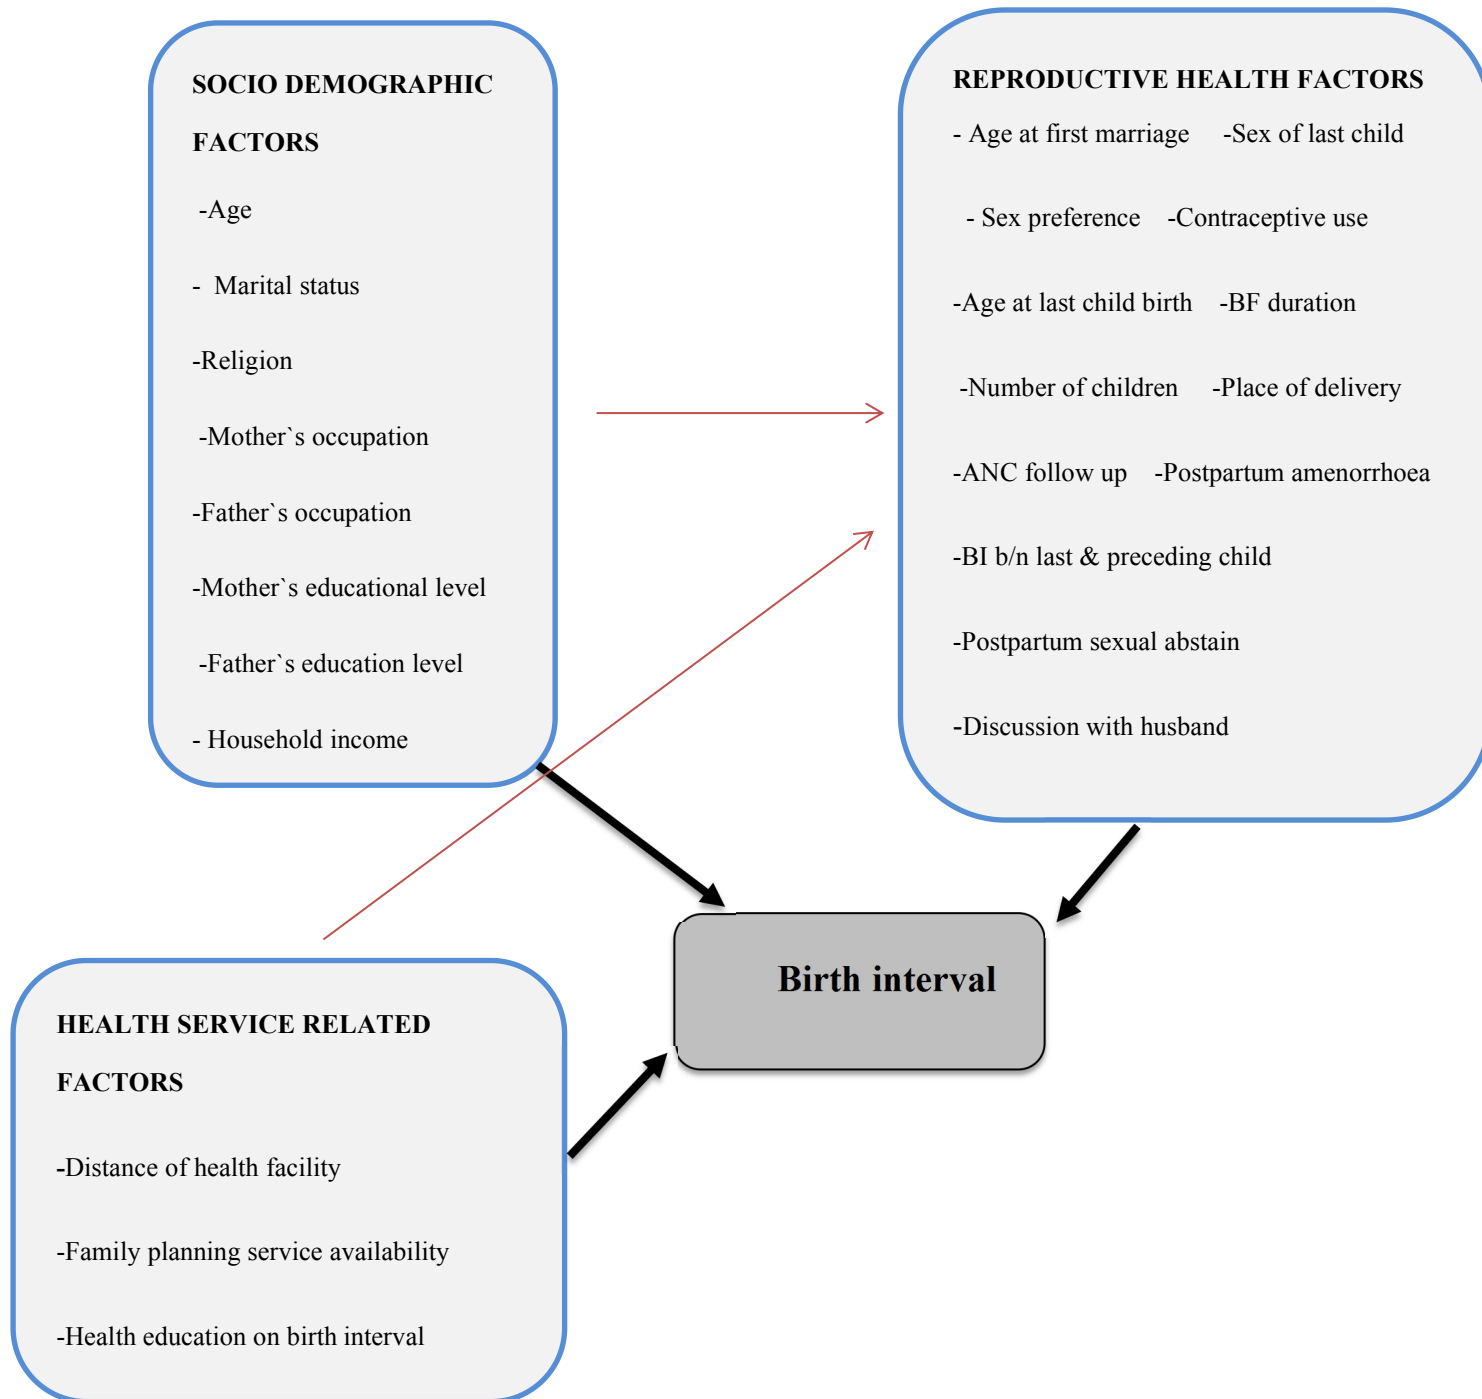 SOCIO DEMOGRAPHIC
FACTORS
-Age
- Marital status
-Religion
-Mother`s occupation
-Father`s occupation
-Mother`s educational level
-Father`s education level
- Household income
REPRODUCTIVE HEALTH FACTORS
- Age at first marriage -Sex of last child
- Sex preference -Contraceptive use
-Age at last child birth -BF duration
-Number of children -Place of delivery
-ANC follow up -Postpartum amenorrhoea
-BI b/n last & preceding child
-Postpartum sexual abstain
-Discussion with husband
Birth interval
HEALTH SERVICE RELATED
FACTORS
-Distance of health facility
-Family planning service availability
-Health education on birth interval